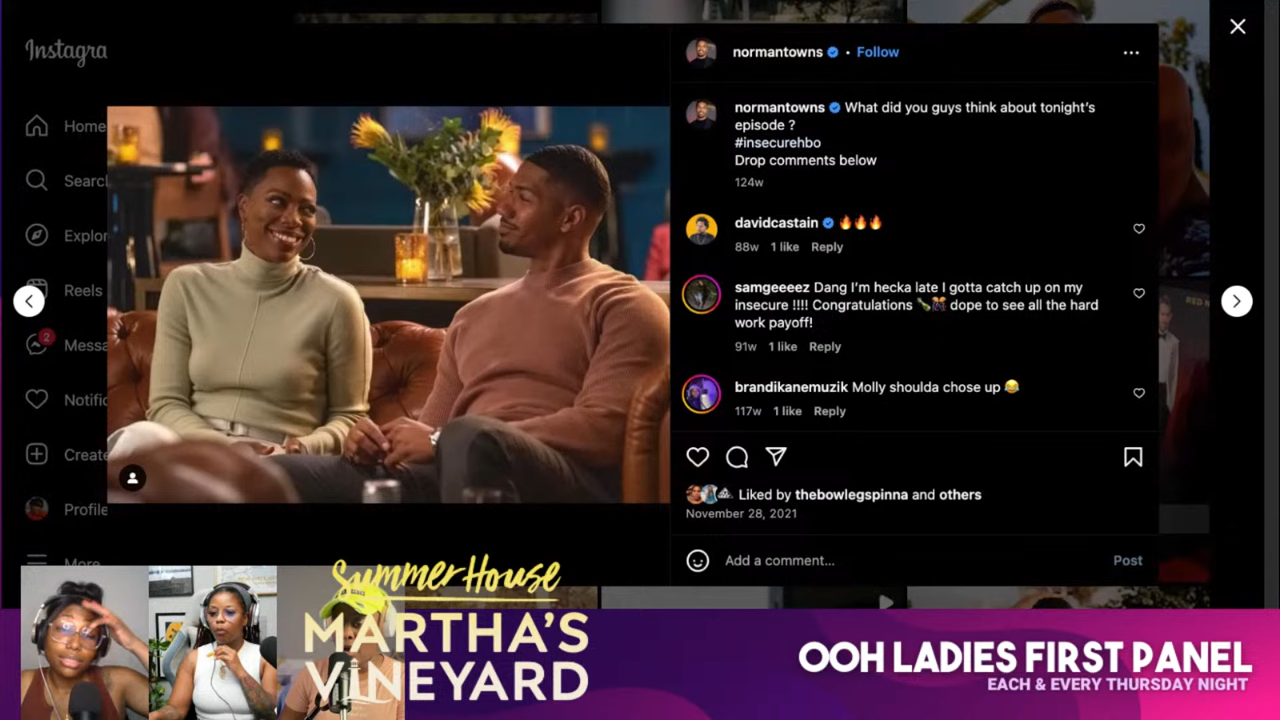 Instagra
Home
Search
Explor
Reels
2
Messa
Notific
Create
Profile
More
normantowns • Follow
normantowns What did you guys think about tonight's
episode ?
#insecurehbo
Drop comments below
124w
davidcastain 🔥🔥🔥
88w 1 like Reply
samgeeeez Dang I'm hecka late I gotta catch up on my
insecure !!!! Congratulations 🍾🎊 dope to see all the hard
work payoff!
91w 1 like Reply
brandikanemuzik Molly shoulda chose up 😂
117w 1 like Reply
Liked by thebowlegspinna and others
November 28, 2021
Add a comment...
Post
Summer House
MARTHA'S
VINEYARD
OOH LADIES FIRST PANEL
EACH & EVERY THURSDAY NIGHT